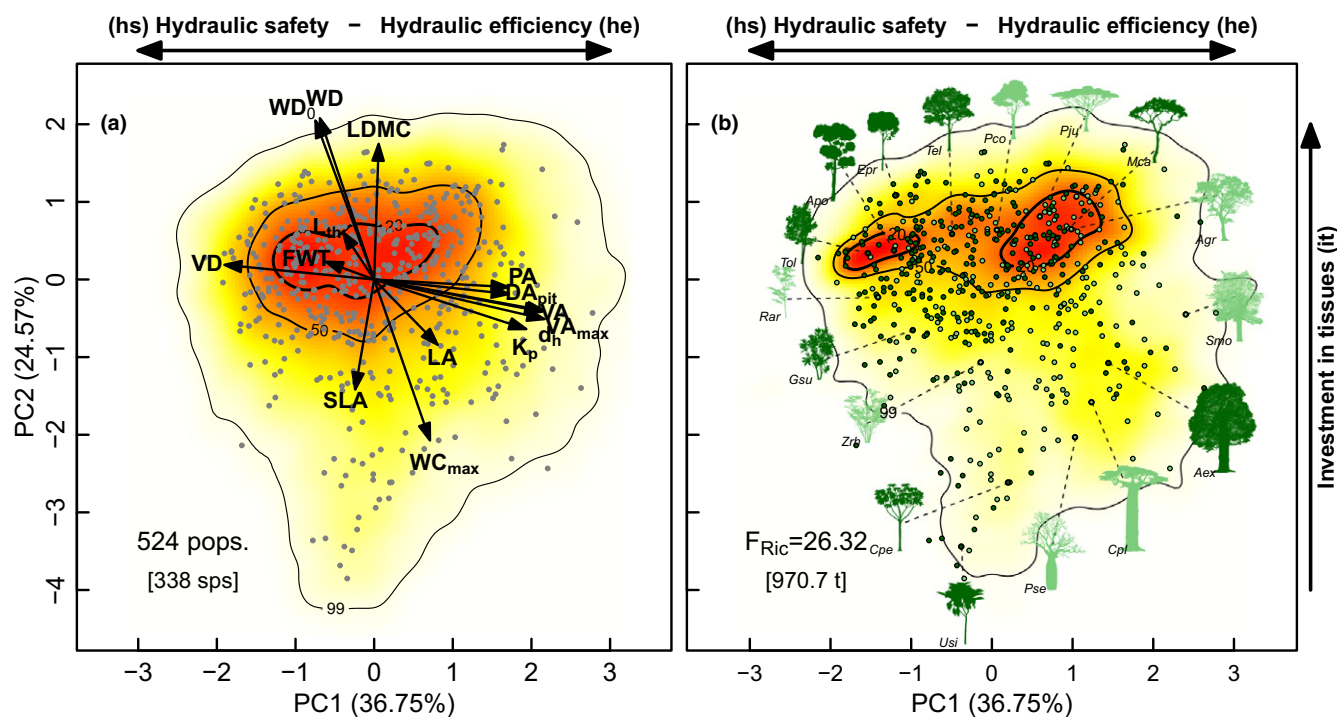 (hs) Hydraulic safety – Hydraulic efficiency (he)
(hs) Hydraulic safety – Hydraulic efficiency (he)
(a)
WD0
WD
LDMC
Lth
FWT
VD
PA
DApit
VA
VAmax
dh
Kp
LA
SLA
WCmax
20
50
99
524 pops.
[338 sps]
2
1
0
−1
−2
−3
−4
PC2 (24.57%)
−3 −2 −1 0 1 2 3
PC1 (36.75%)
(b)
Apo
Epr
Tel
Pco
Pju
Mca
Agr
Tol
Rar
Smo
Gsu
Zrh
99
Aex
Cpe
Cpl
Pse
Usi
FRic=26.32
[970.7 t]
−3 −2 −1 0 1 2 3
PC1 (36.75%)
Investment in tissues (it)